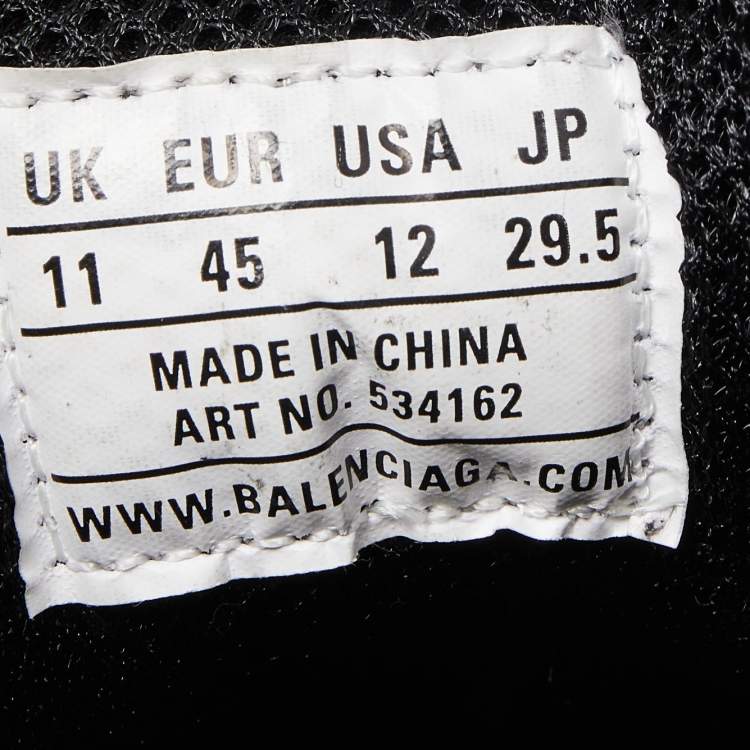 UK EUR USA JP
11 45 12 29.5
MADE IN CHINA
ART NO. 534162
WWW.BALENCIAGA.COM